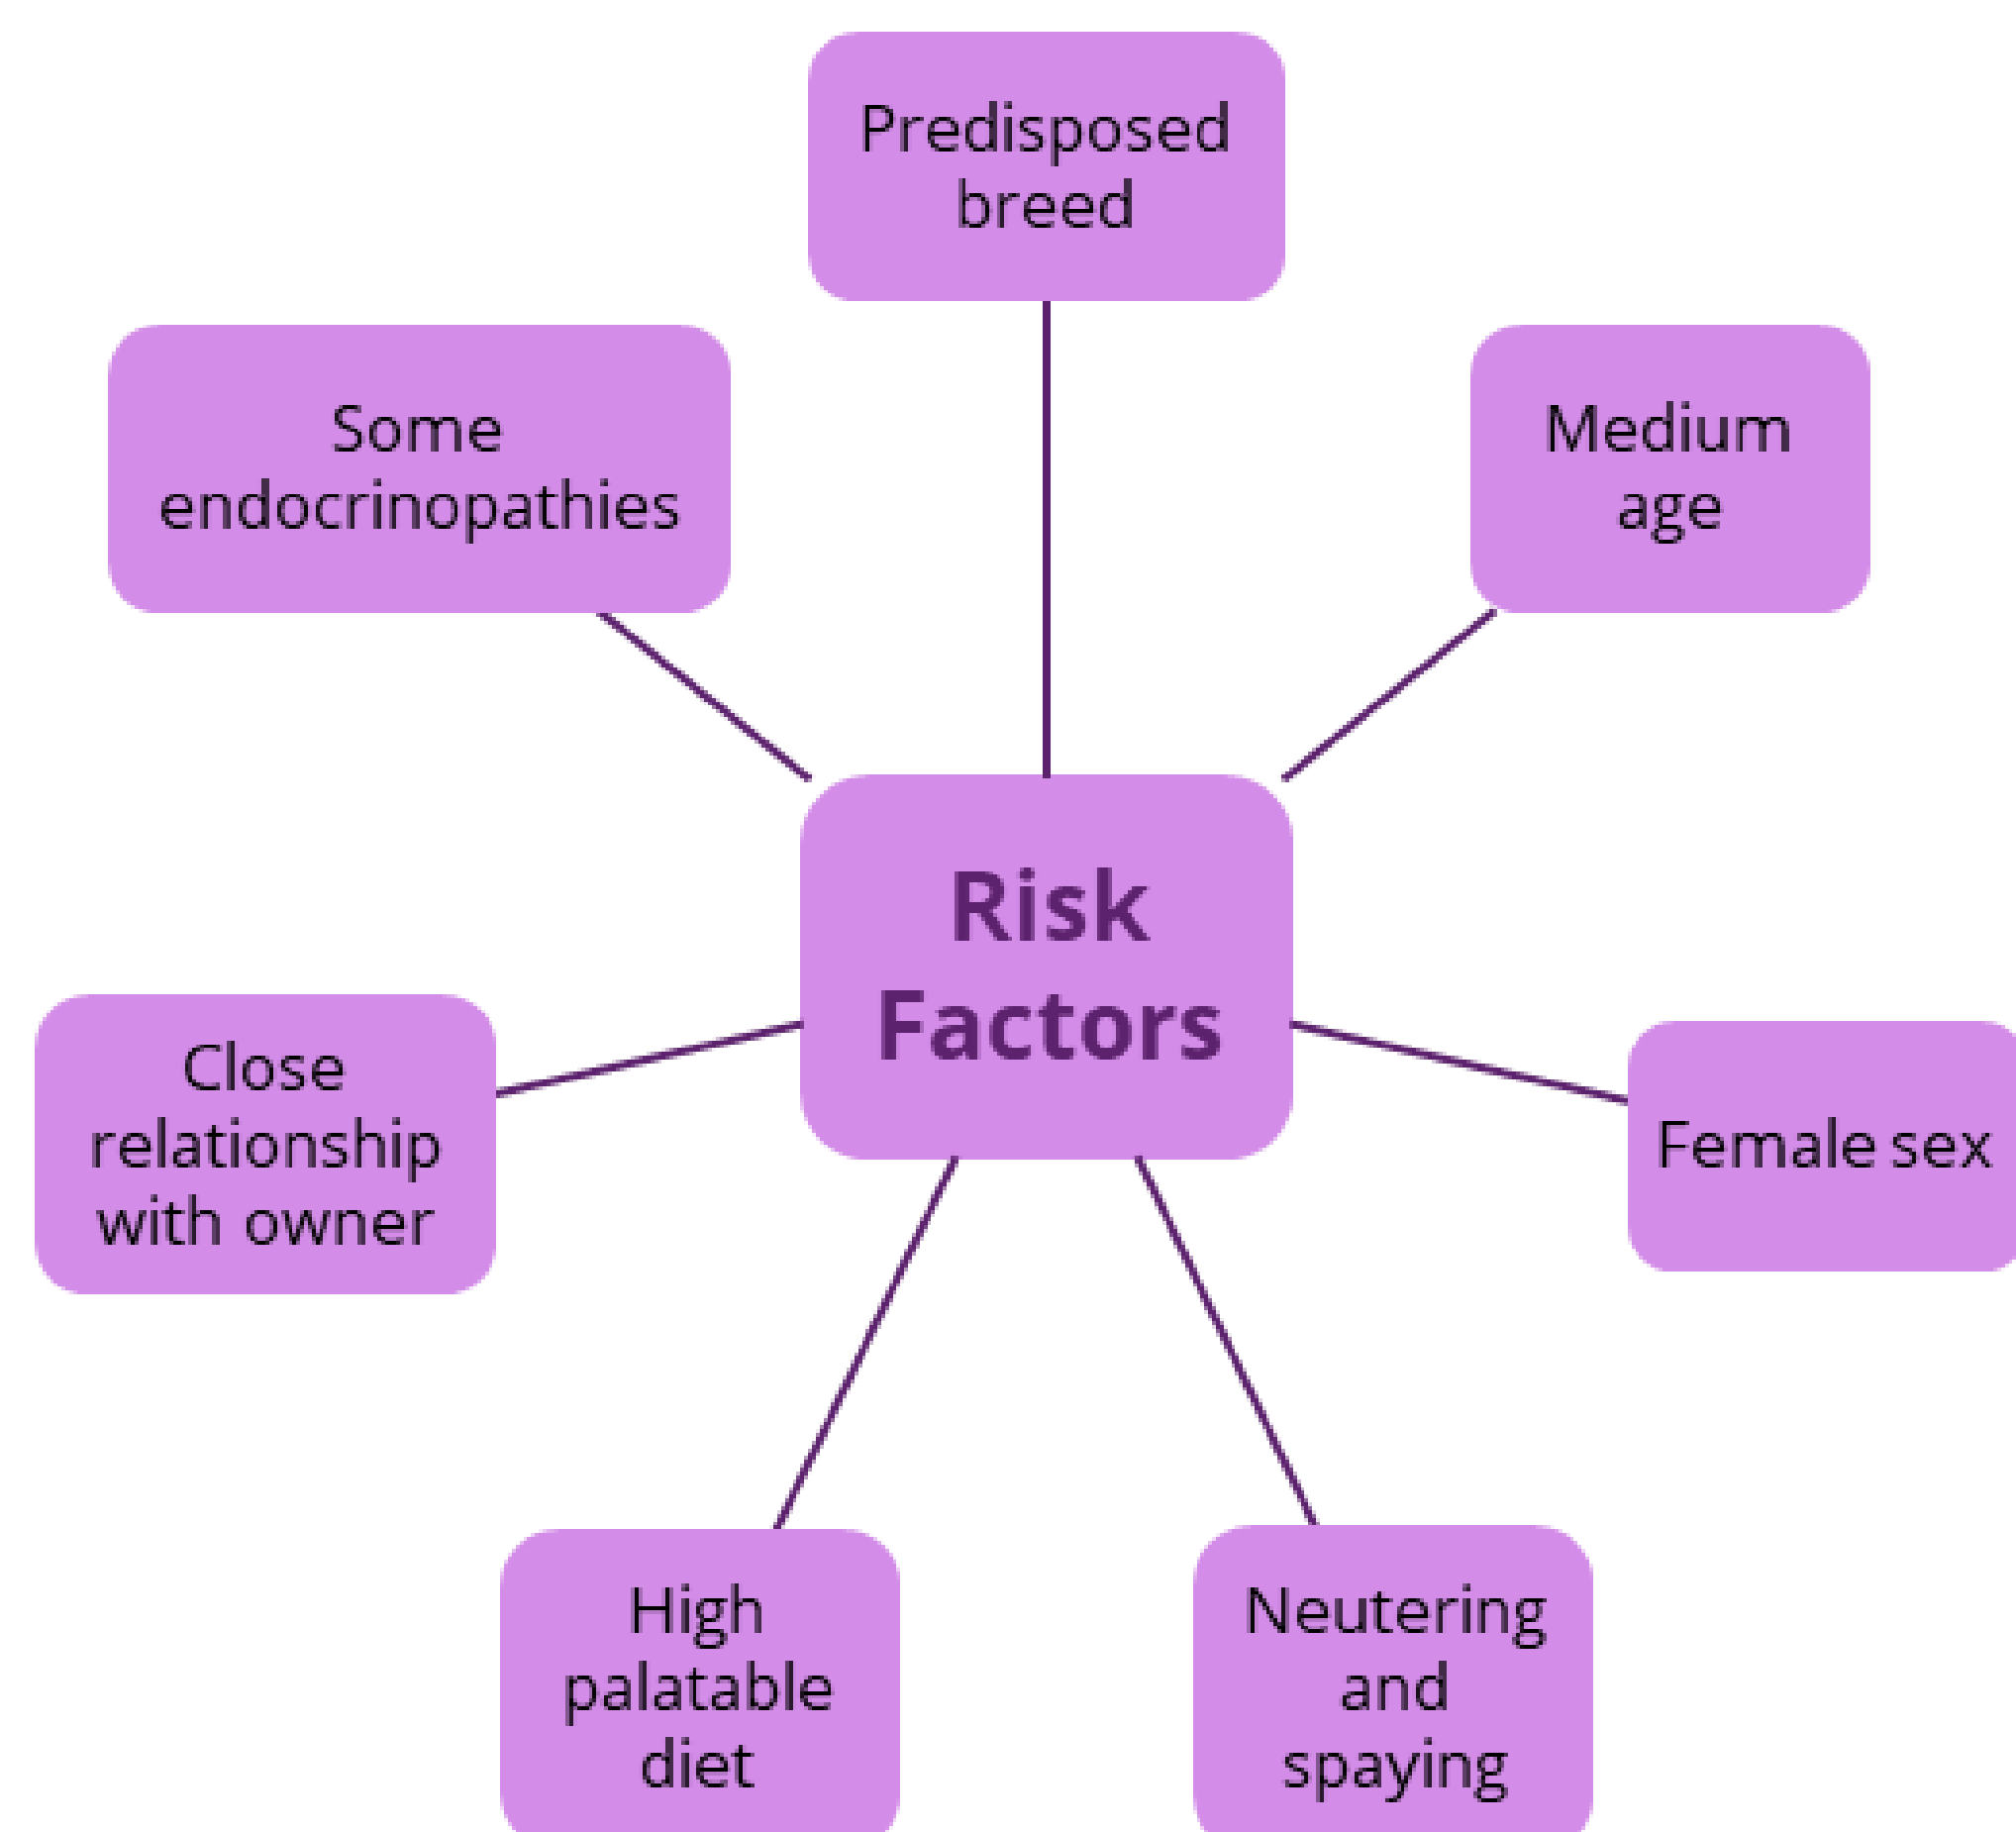 Predisposed
breed
Some
endocrinopathies
Medium
age
Risk
Factors
Close
relationship
with owner
Female sex
High
palatable
diet
Neutering
and
spaying